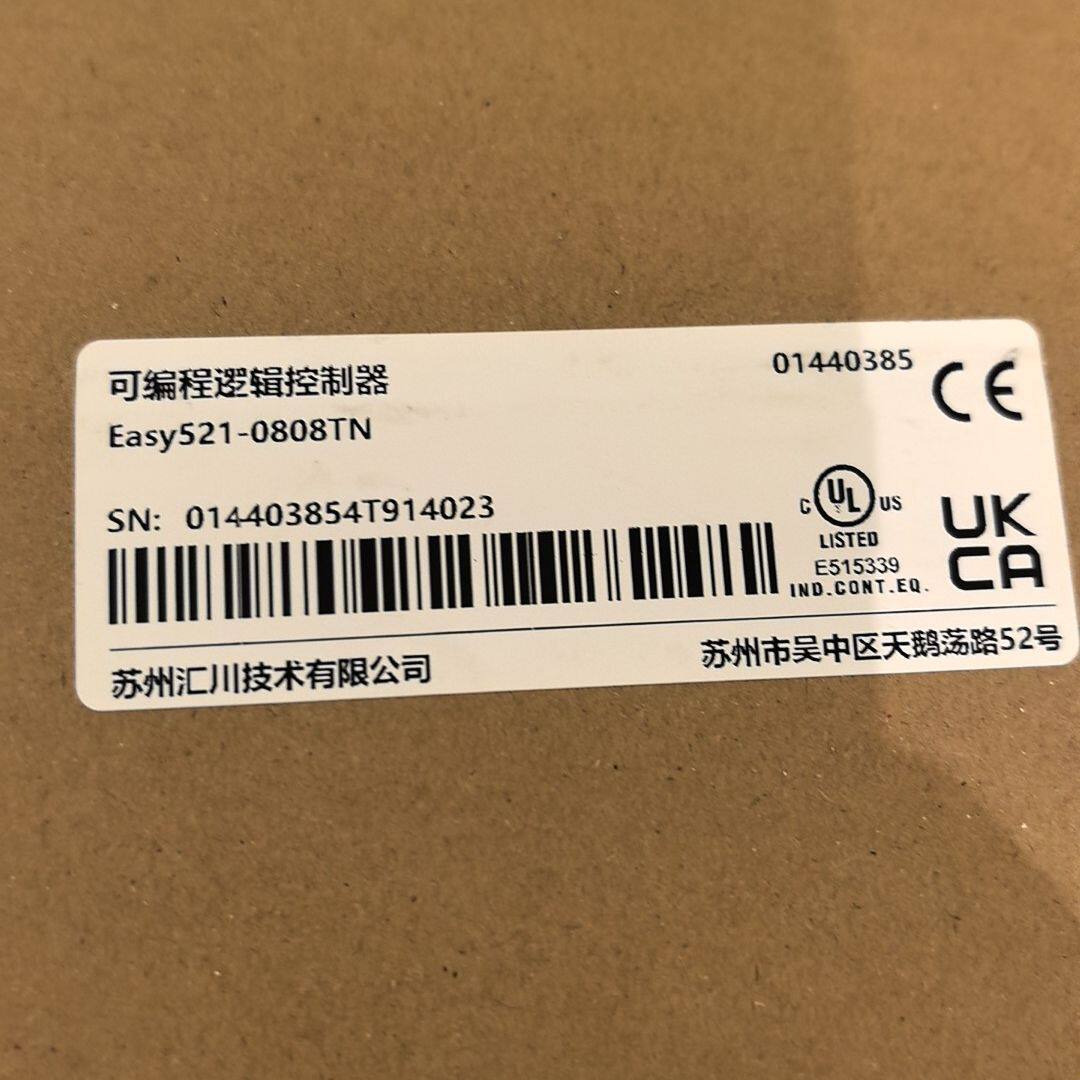 可编程逻辑控制器
01440385
CE
Easy521-0808TN
SN: 014403854T914023
C UL US
LISTED
E515339
IND.CONT.EQ.
UK
CA
苏州汇川技术有限公司
苏州市吴中区天鹅荡路52号